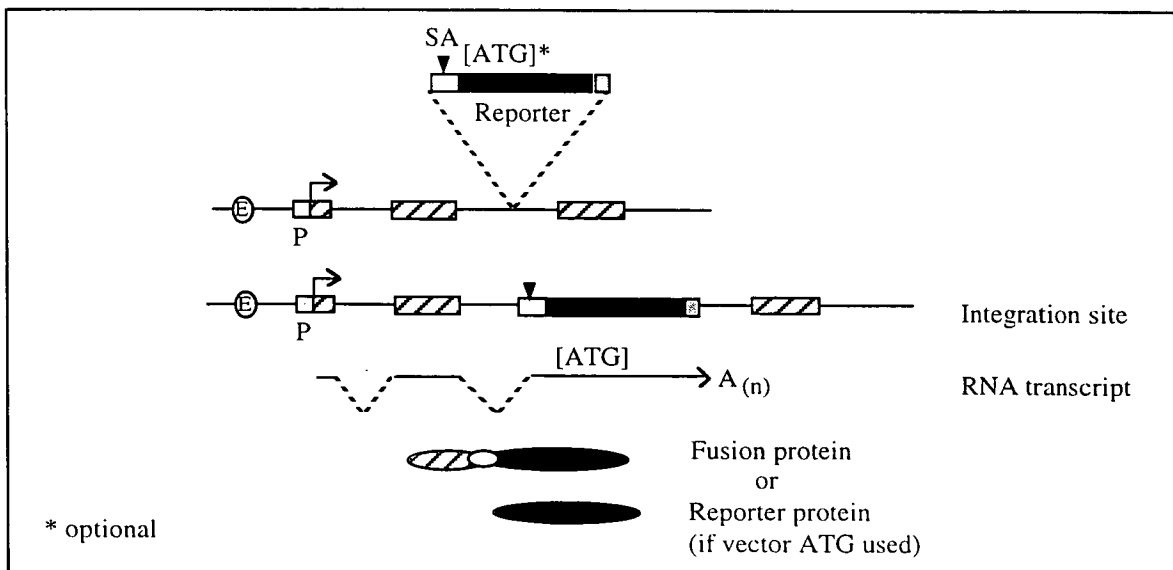 SA
[ATG]*
Reporter
E
P
E
P
Integration site
[ATG]
A(n)
RNA transcript
Fusion protein
or
Reporter protein
(if vector ATG used)
* optional